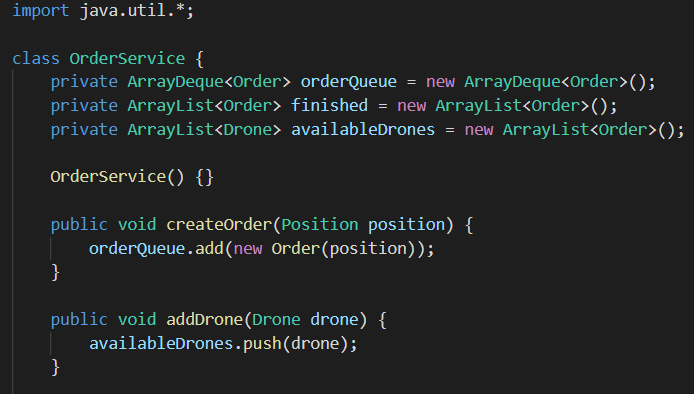 import java.util.*;
class OrderService {
private ArrayDeque<Order> orderQueue = new ArrayDeque<Order>();
private ArrayList<Order> finished = new ArrayList<Order>();
private ArrayList<Drone> availableDrones = new ArrayList<Order>();
OrderService() {}
public void createOrder(Position position) {
orderQueue.add(new Order(position));
}
public void addDrone(Drone drone) {
availableDrones.push(drone);
}